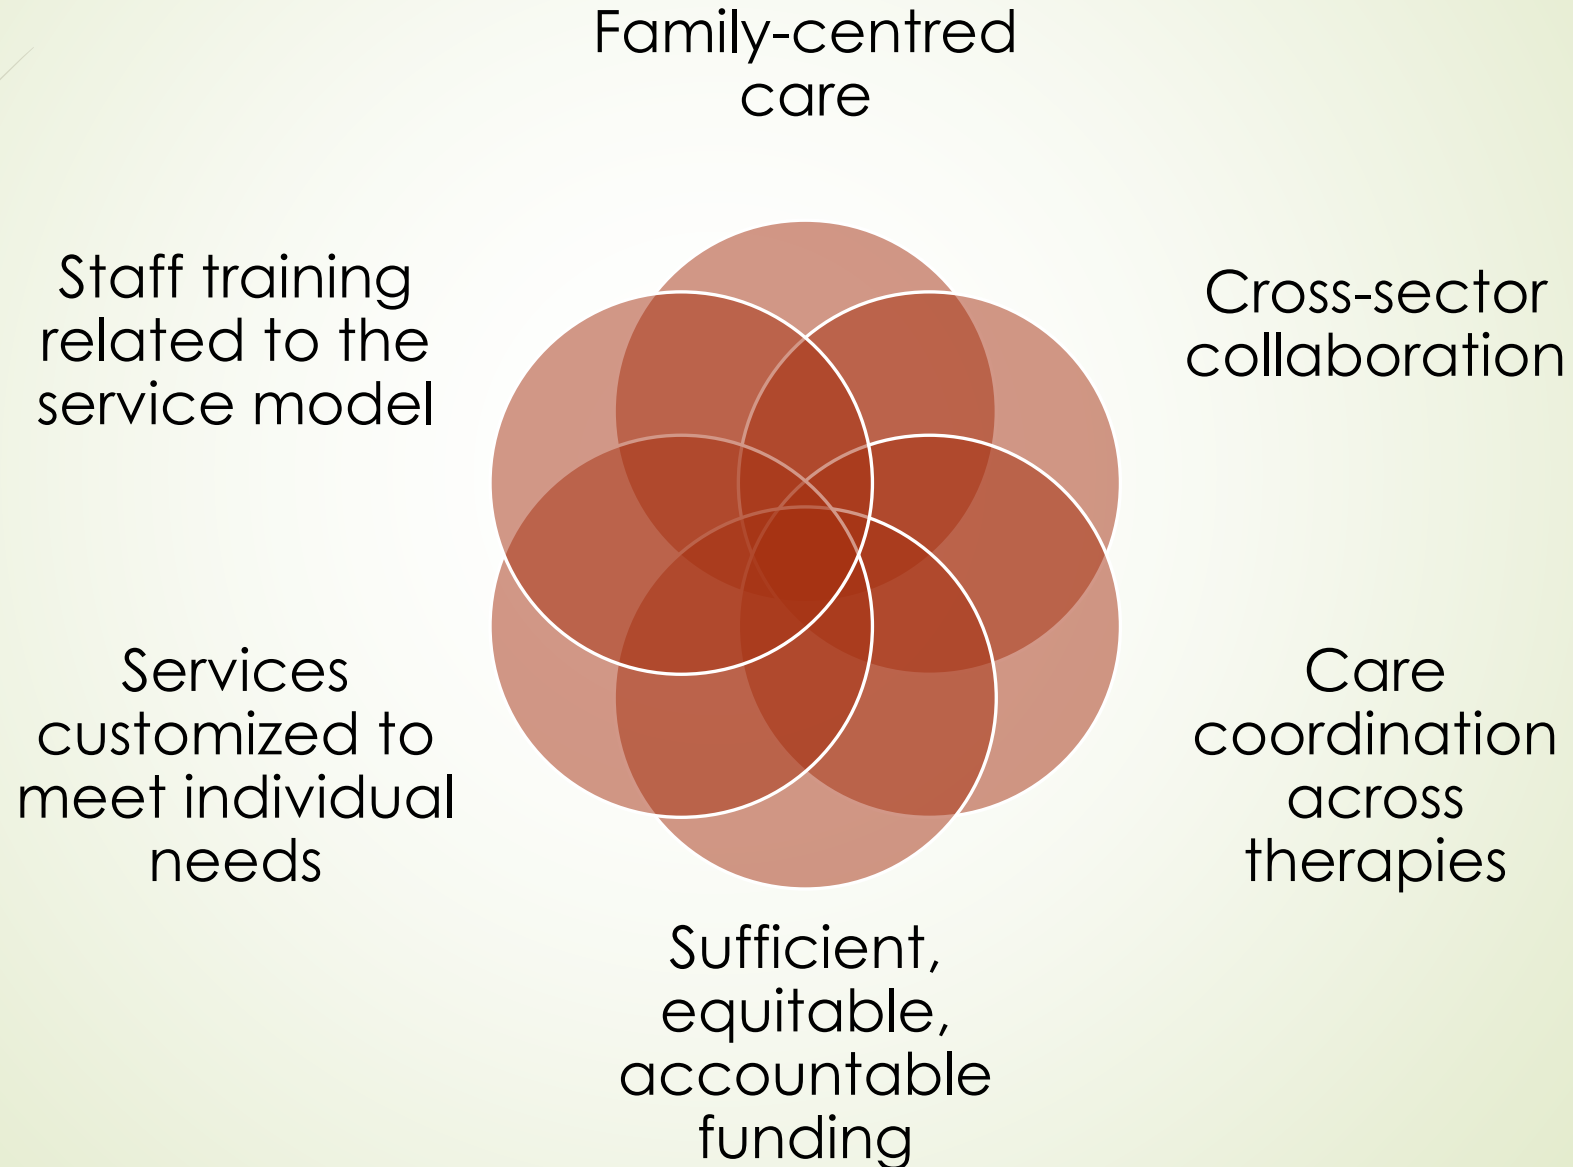 Family-centred
care
Cross-sector
collaboration
Care
coordination
across
therapies
Sufficient,
equitable,
accountable
funding
Services
customized to
meet individual
needs
Staff training
related to the
service model